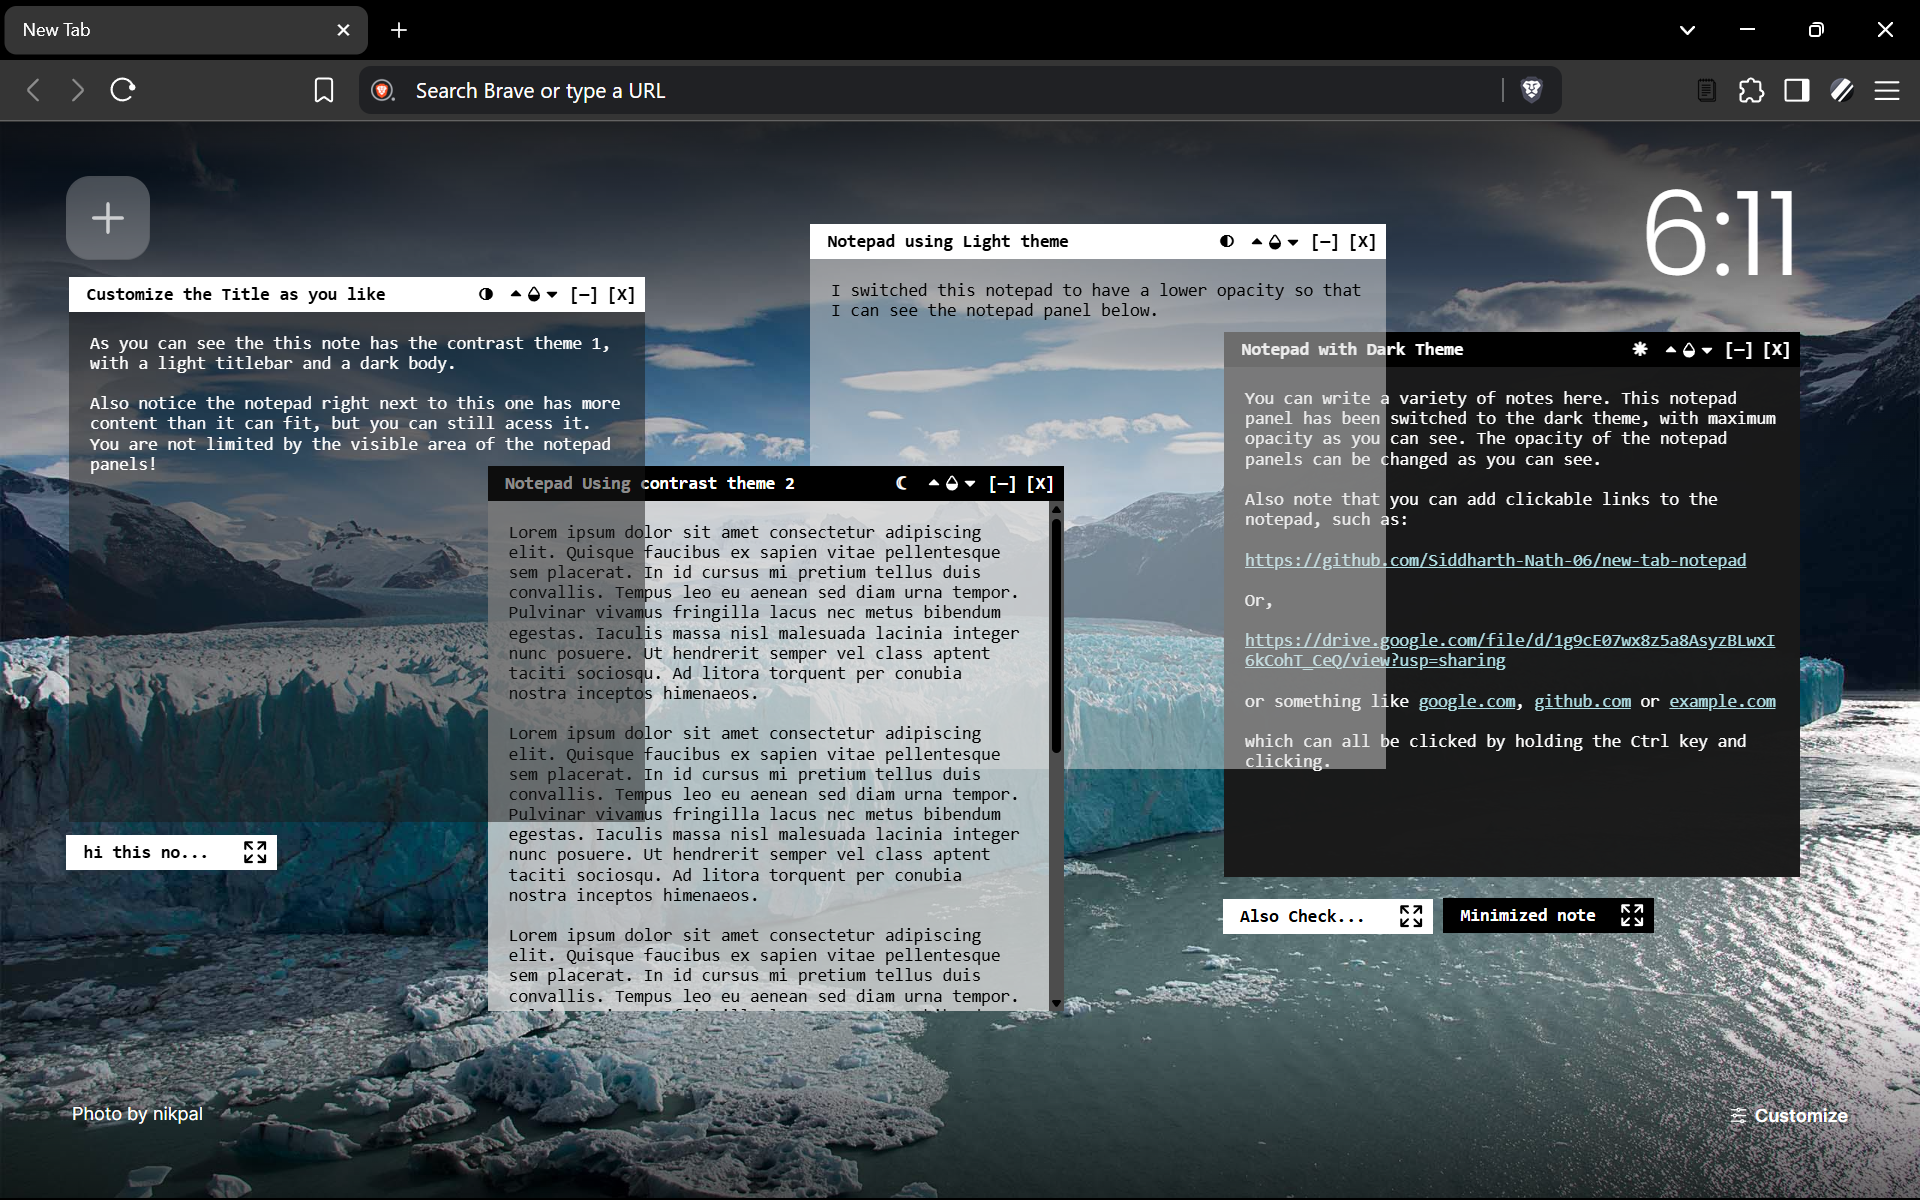 New Tab
Search Brave or type a URL
6:11
Notepad using Light theme [—] [X]
I switched this notepad to have a lower opacity so that
I can see the notepad panel below.
Customize the Title as you like [—] [X]
As you can see the this note has the contrast theme 1,
with a light titlebar and a dark body.
Also notice the notepad right next to this one has more
content than it can fit, but you can still acess it.
You are not limited by the visible area of the notepad
panels!
Notepad with Dark Theme [—] [X]
You can write a variety of notes here. This notepad
panel has been switched to the dark theme, with maximum
opacity as you can see. The opacity of the notepad
panels can be changed as you can see.
Also note that you can add clickable links to the
notepad, such as:
https://github.com/Siddharth-Nath-06/new-tab-notepad
Or,
https://drive.google.com/file/d/1g9cE07wx8z5a8AsyzBLwxI
6kCohT_CeQ/view?usp=sharing
or something like google.com, github.com or example.com
which can all be clicked by holding the Ctrl key and
clicking.
Notepad Using contrast theme 2 [—] [X]
Lorem ipsum dolor sit amet consectetur adipiscing
elit. Quisque faucibus ex sapien vitae pellentesque
sem placerat. In id cursus mi pretium tellus duis
convallis. Tempus leo eu aenean sed diam urna tempor.
Pulvinar vivamus fringilla lacus nec metus bibendum
egestas. Iaculis massa nisl malesuada lacinia integer
nunc posuere. Ut hendrerit semper vel class aptent
taciti sociosqu. Ad litora torquent per conubia
nostra inceptos himenaeos.
Lorem ipsum dolor sit amet consectetur adipiscing
elit. Quisque faucibus ex sapien vitae pellentesque
sem placerat. In id cursus mi pretium tellus duis
convallis. Tempus leo eu aenean sed diam urna tempor.
Pulvinar vivamus fringilla lacus nec metus bibendum
egestas. Iaculis massa nisl malesuada lacinia integer
nunc posuere. Ut hendrerit semper vel class aptent
taciti sociosqu. Ad litora torquent per conubia
nostra inceptos himenaeos.
Lorem ipsum dolor sit amet consectetur adipiscing
elit. Quisque faucibus ex sapien vitae pellentesque
sem placerat. In id cursus mi pretium tellus duis
convallis. Tempus leo eu aenean sed diam urna tempor.
hi this no...
Also Check...
Minimized note
Photo by nikpal
Customize